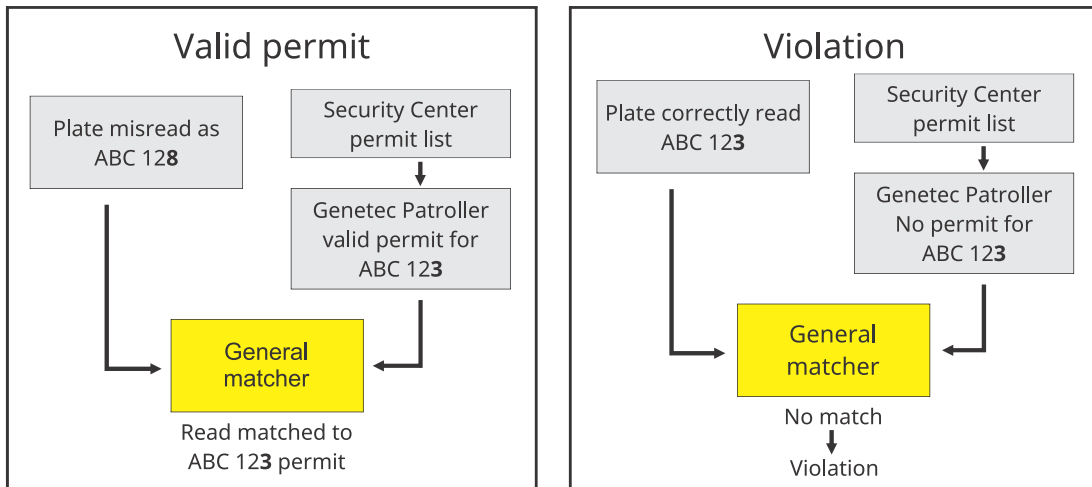 Valid permit
Plate misread as
ABC 128
Security Center
permit list
Genetec Patroller
valid permit for
ABC 123
General
matcher
Read matched to
ABC 123 permit
Violation
Plate correctly read
ABC 123
Security Center
permit list
Genetec Patroller
No permit for
ABC 123
General
matcher
No match
Violation